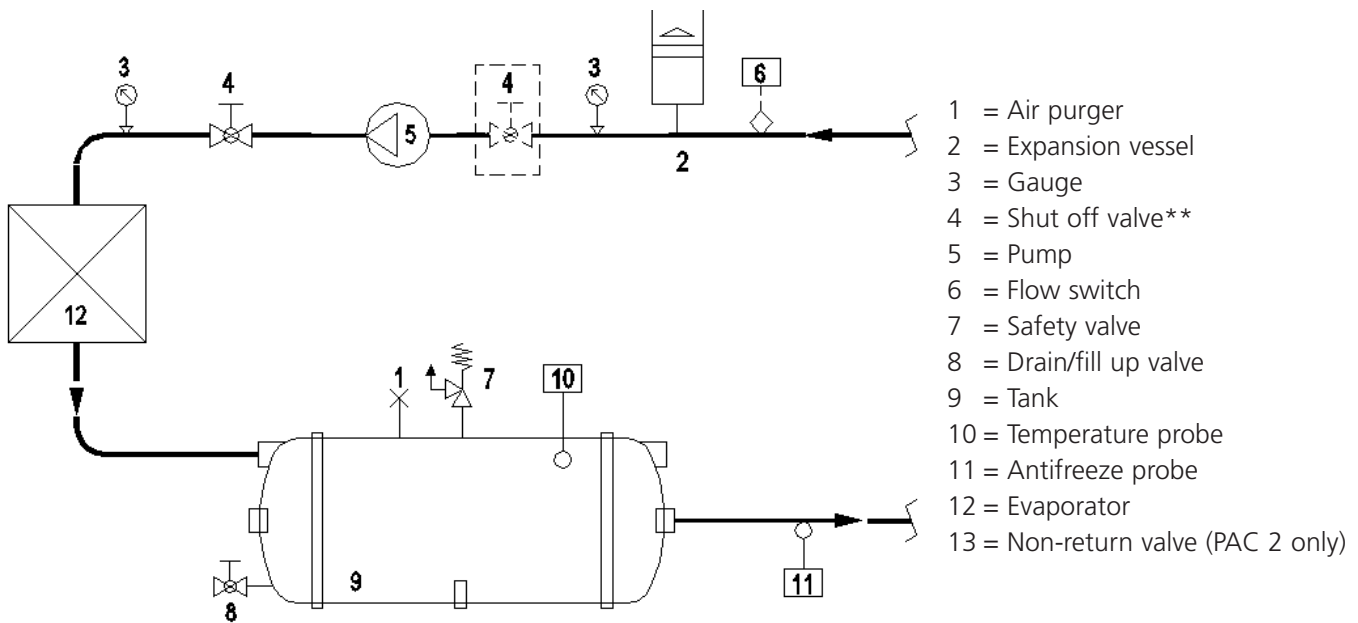 3
4
4
3
6
5
2
12
1
7
10
9
8
11
1 = Air purger
2 = Expansion vessel
3 = Gauge
4 = Shut off valve**
5 = Pump
6 = Flow switch
7 = Safety valve
8 = Drain/fill up valve
9 = Tank
10 = Temperature probe
11 = Antifreeze probe
12 = Evaporator
13 = Non-return valve (PAC 2 only)